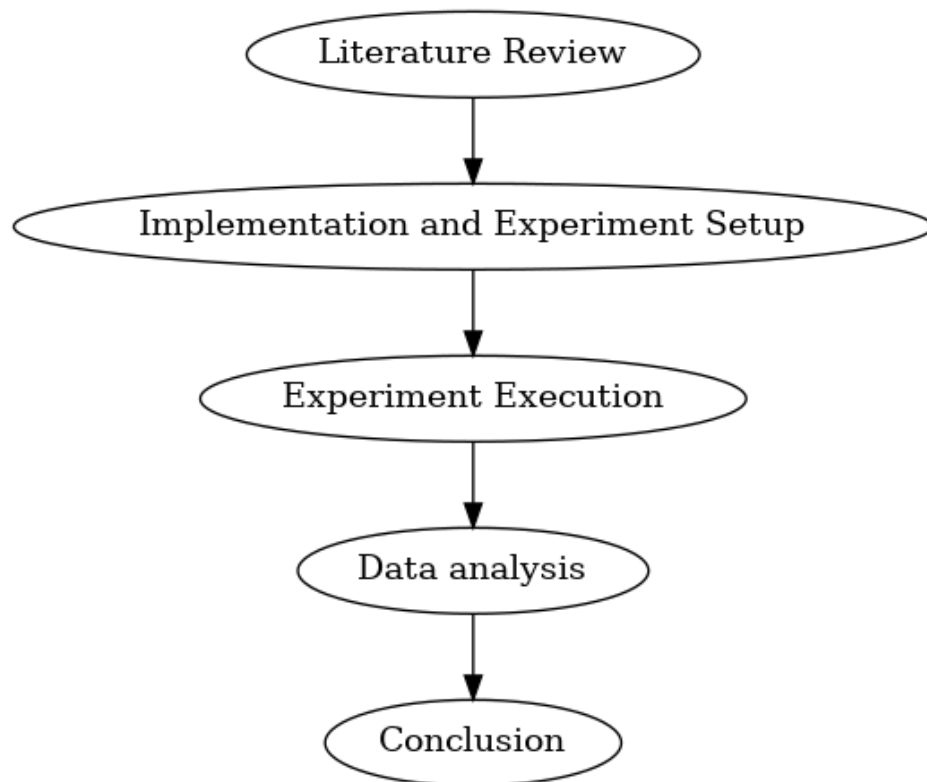 Literature Review
Implementation and Experiment Setup
Experiment Execution
Data analysis
Conclusion